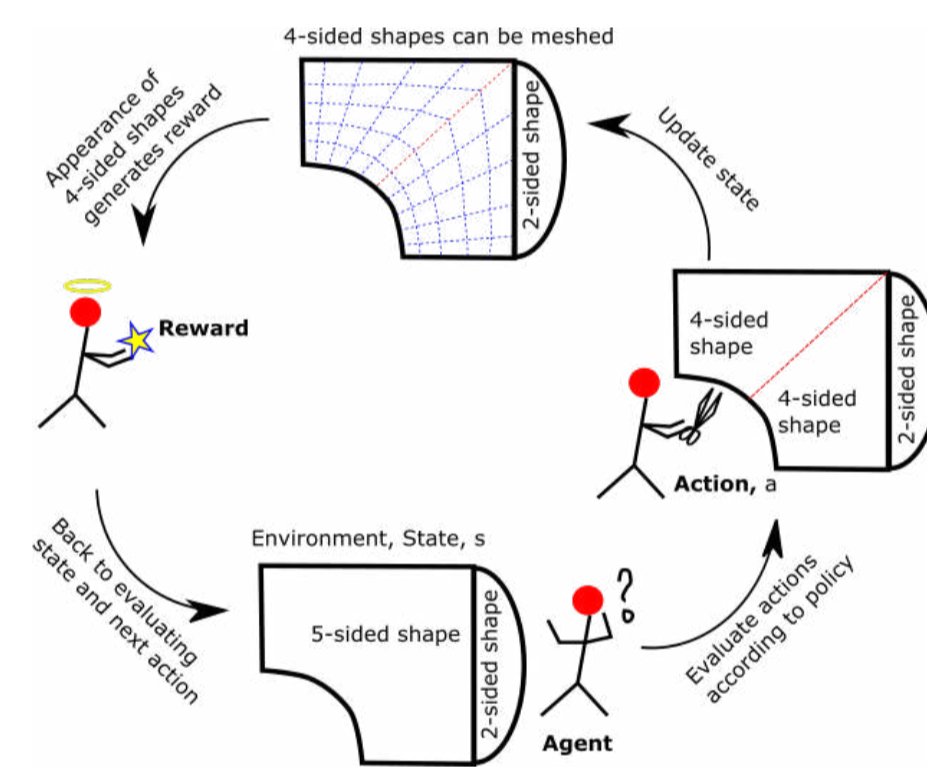 4-sided shapes can be meshed
2-sided shape
Appearance of
4-sided shapes
generates reward
Update state
Reward
4-sided
shape
4-sided
shape
2-sided shape
Action, a
Back to evaluating
state and next action
Environment, State, s
5-sided shape
2-sided shape
?
Agent
Evaluate actions
according to policy